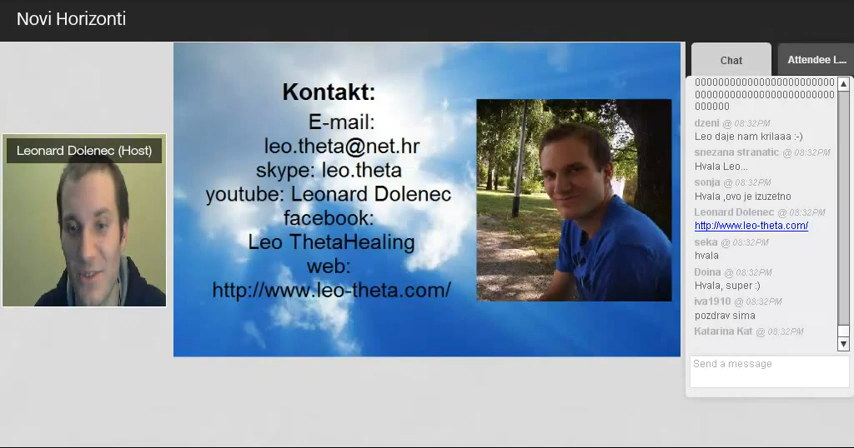 Novi Horizonti
Leonard Dolenec (Host)
Kontakt:
E-mail:
leo.theta@net.hr
skype: leo.theta
youtube: Leonard Dolenec
facebook:
Leo ThetaHealing
web:
http://www.leo-theta.com/
Chat
Attendee L...
0000000000000000000000000
0000000000000000000000000
000000
dzeni @ 08:32PM
Leo daje nam krilaaa :-)
snezana stranatic @ 08:32PM
Hvala Leo...
sonja @ 08:32PM
Hvala ,ovo je izuzetno
Leonard Dolenec @ 08:32PM
http://www.leo-theta.com/
seka @ 08:32PM
hvala
Doina @ 08:32PM
Hvala, super :)
iva1910 @ 08:32PM
pozdrav sima
Katarina Kat @ 08:32PM
Send a message